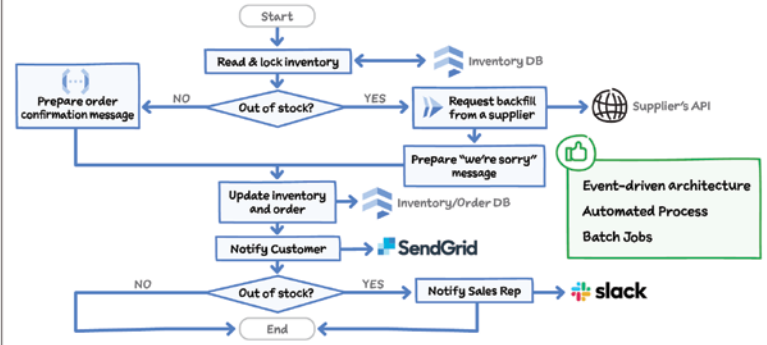 Start
Read & lock inventory
Inventory DB
Prepare order
confirmation message
NO
Out of stock?
YES
Request backfill
from a supplier
Supplier's API
Prepare "we're sorry"
message
Event-driven architecture
Automated Process
Batch Jobs
Update inventory
and order
Inventory/Order DB
Notify Customer
SendGrid
NO
Out of stock?
YES
Notify Sales Rep
slack
End